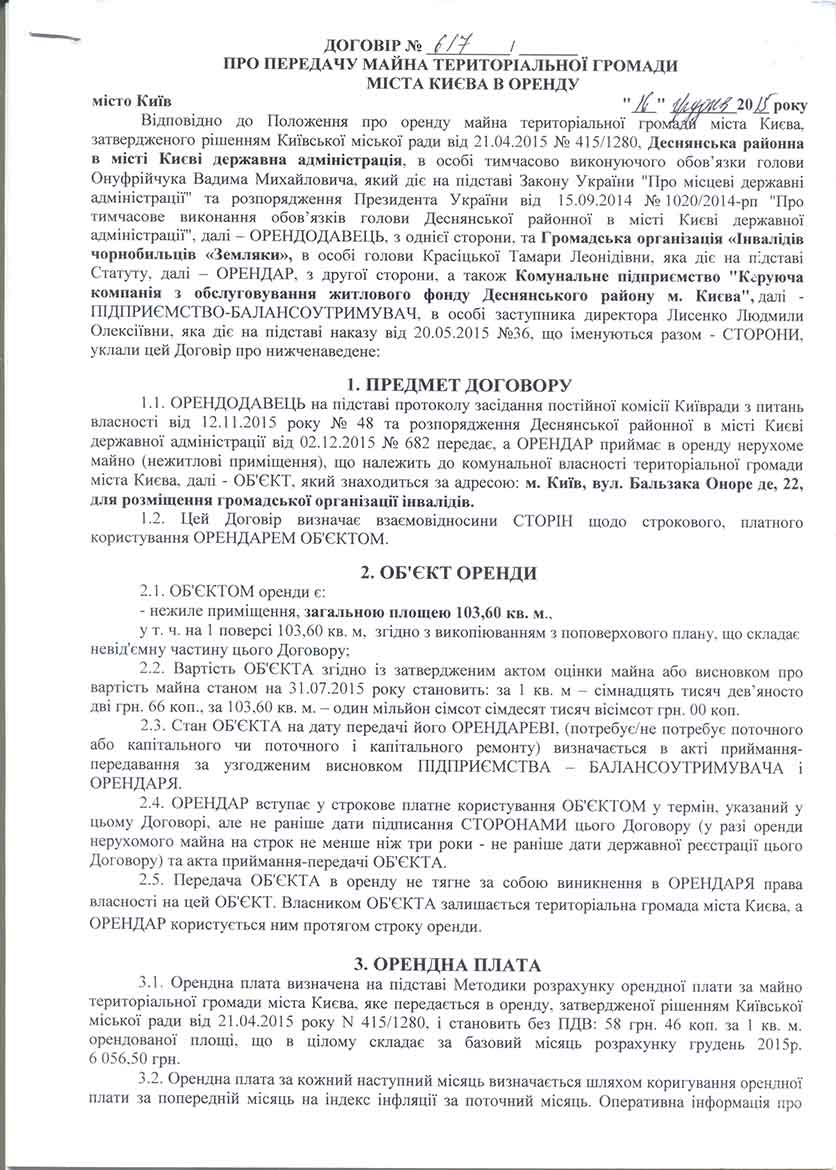 ДОГОВІР № 617 /
ПРО ПЕРЕДАЧУ МАЙНА ТЕРИТОРІАЛЬНОЇ ГРОМАДИ
МІСТА КИЄВА В ОРЕНДУ
місто Київ "16" грудня 2015 року
Відповідно до Положення про оренду майна територіальної громади міста Києва,
затвердженого рішенням Київської міської ради від 21.04.2015 № 415/1280, Деснянська районна
в місті Києві державна адміністрація, в особі тимчасово виконуючого обов’язки голови
Онуфрійчука Вадима Михайловича, який діє на підставі Закону України "Про місцеві державні
адміністрації" та розпорядження Президента України від 15.09.2014 № 1020/2014-рп "Про
тимчасове виконання обов’язків голови Деснянської районної в місті Києві державної
адміністрації", далі – ОРЕНДОДАВЕЦЬ, з однієї сторони, та Громадська організація «Інвалідів
чорнобильців «Земляки», в особі голови Красіцької Тамари Леонідівни, яка діє на підставі
Статуту, далі – ОРЕНДАР, з другої сторони, а також Комунальне підприємство "Керуюча
компанія з обслуговування житлового фонду Деснянського району м. Києва", далі -
ПІДПРИЄМСТВО-БАЛАНСОУТРИМУВАЧ, в особі заступника директора Лисенко Людмили
Олексіївни, яка діє на підставі наказу від 20.05.2015 №36, що іменуються разом - СТОРОНИ,
уклали цей Договір про нижченаведене:
1. ПРЕДМЕТ ДОГОВОРУ
1.1. ОРЕНДОДАВЕЦЬ на підставі протоколу засідання постійної комісії Київради з питань
власності від 12.11.2015 року № 48 та розпорядження Деснянської районної в місті Києві
державної адміністрації від 02.12.2015 № 682 передає, а ОРЕНДАР приймає в оренду нерухоме
майно (нежитлові приміщення), що належить до комунальної власності територіальної громади
міста Києва, далі - ОБ'ЄКТ, який знаходиться за адресою: м. Київ, вул. Бальзака Оноре де, 22,
для розміщення громадської організації інвалідів.
1.2. Цей Договір визначає взаємовідносини СТОРІН щодо строкового, платного
користування ОРЕНДАРЕМ ОБ'ЄКТОМ.
2. ОБ'ЄКТ ОРЕНДИ
2.1. ОБ'ЄКТОМ оренди є:
- нежиле приміщення, загальною площею 103,60 кв. м.,
у т. ч. на 1 поверсі 103,60 кв. м, згідно з викопіюванням з поповерхового плану, що складає
невід'ємну частину цього Договору;
2.2. Вартість ОБ'ЄКТА згідно із затвердженим актом оцінки майна або висновком про
вартість майна станом на 31.07.2015 року становить: за 1 кв. м – сімнадцять тисяч дев’яносто
дві грн. 66 коп., за 103,60 кв. м. – один мільйон сімсот сімдесят тисяч вісімсот грн. 00 коп.
2.3. Стан ОБ'ЄКТА на дату передачі його ОРЕНДАРЕВІ, (потребує/не потребує поточного
або капітального чи поточного і капітального ремонту) визначається в акті приймання-
передавання за узгодженим висновком ПІДПРИЄМСТВА – БАЛАНСОУТРИМУВАЧА і
ОРЕНДАРЯ.
2.4. ОРЕНДАР вступає у строкове платне користування ОБ'ЄКТОМ у термін, указаний у
цьому Договорі, але не раніше дати підписання СТОРОНАМИ цього Договору (у разі оренди
нерухомого майна на строк не менше ніж три роки - не раніше дати державної реєстрації цього
Договору) та акта приймання-передачі ОБ'ЄКТА.
2.5. Передача ОБ'ЄКТА в оренду не тягне за собою виникнення в ОРЕНДАРЯ права
власності на цей ОБ'ЄКТ. Власником ОБ'ЄКТА залишається територіальна громада міста Києва, а
ОРЕНДАР користується ним протягом строку оренди.
3. ОРЕНДНА ПЛАТА
3.1. Орендна плата визначена на підставі Методики розрахунку орендної плати за майно
територіальної громади міста Києва, яке передається в оренду, затвердженої рішенням Київської
міської ради від 21.04.2015 року N 415/1280, і становить без ПДВ: 58 грн. 46 коп. за 1 кв. м.
орендованої площі, що в цілому складає за базовий місяць розрахунку грудень 2015р.
6 056,50 грн.
3.2. Орендна плата за кожний наступний місяць визначається шляхом коригування орендної
плати за попередній місяць на індекс інфляції за поточний місяць. Оперативна інформація про